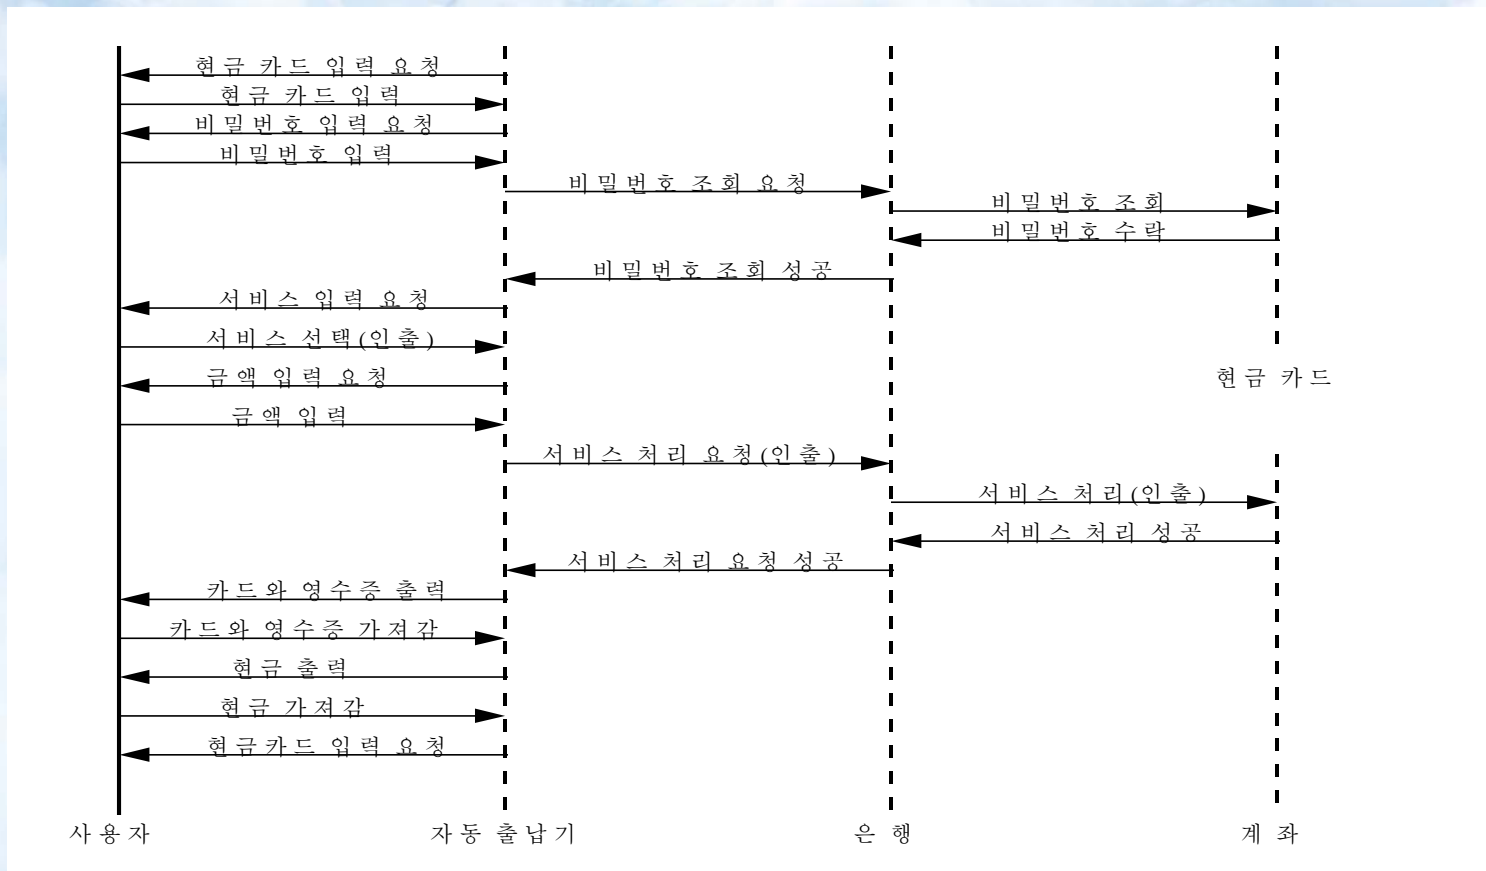 현금 카드 입력 요청
현금 카드 입력
비밀번호 입력 요청
비밀번호 입력
비밀번호 조회 요청
비밀번호 조회
비밀번호 수락
비밀번호 조회 성공
서비스 입력 요청
서비스 선택(인출)
금액 입력 요청
현금 카드
금액 입력
서비스 처리 요청(인출)
서비스 처리(인출)
서비스 처리 성공
서비스 처리 요청 성공
카드와 영수증 출력
카드와 영수증 가져감
현금 출력
현금 가져감
현금카드 입력 요청
사용자 자동 출납기 은행 계좌